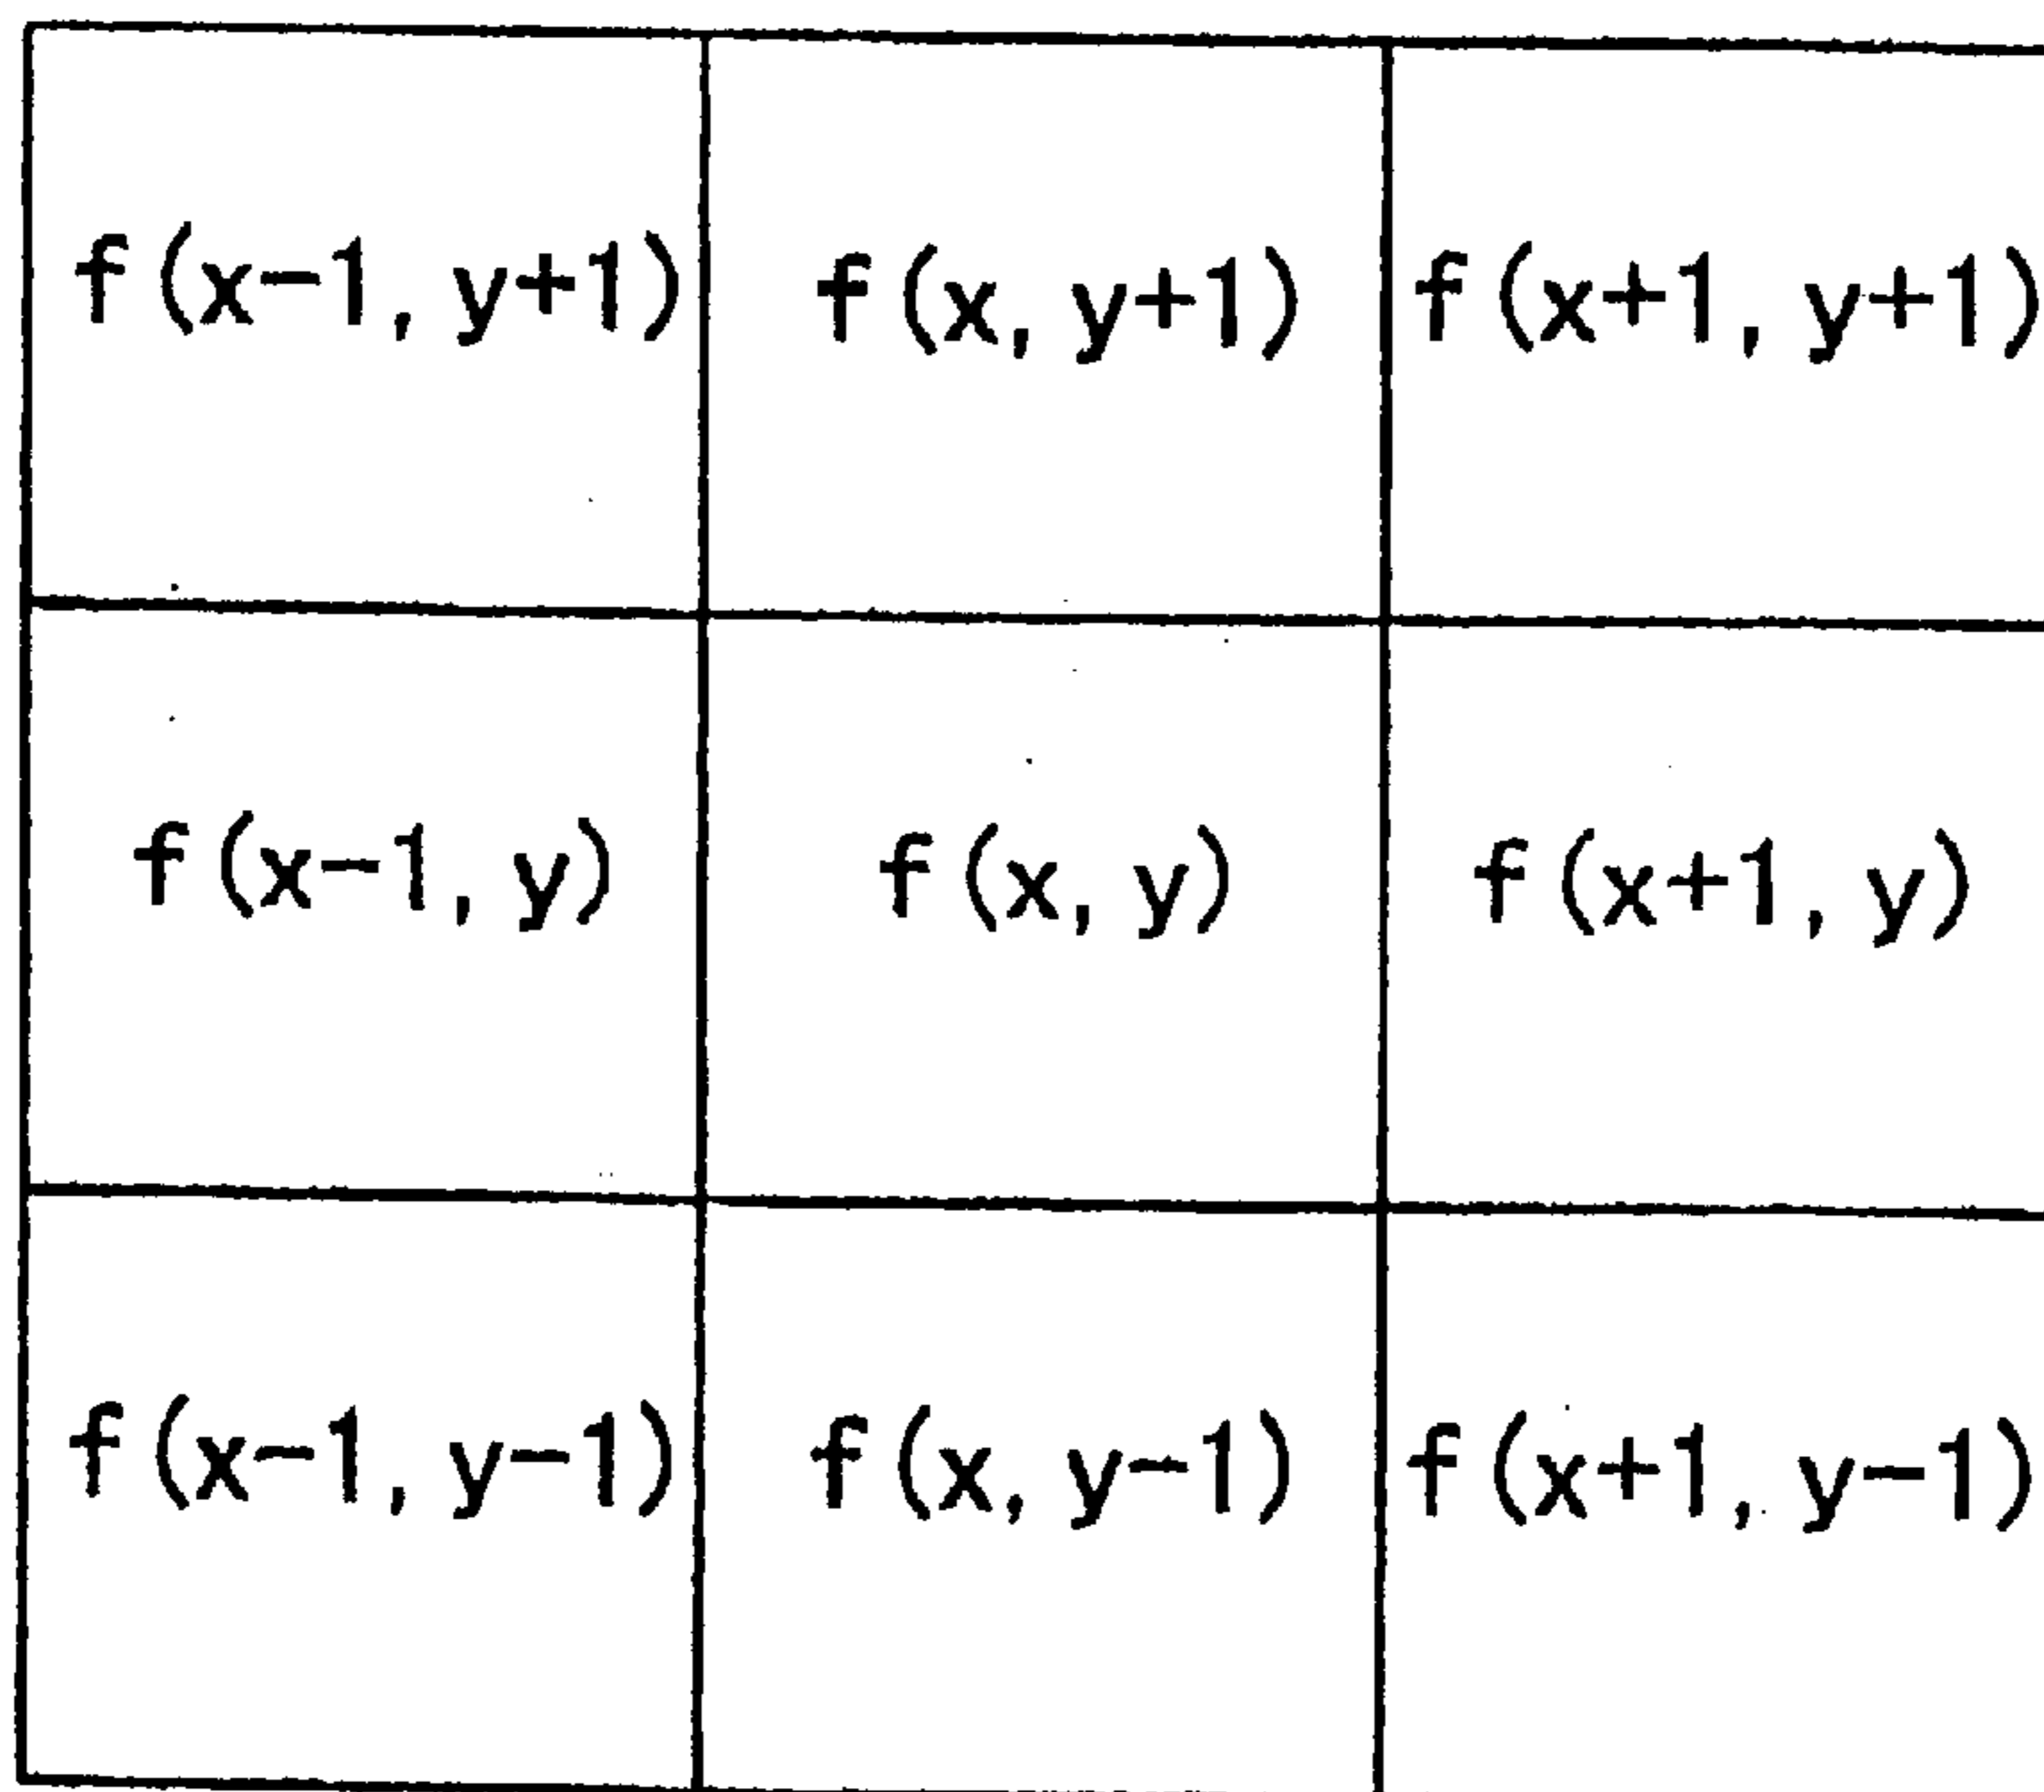 f(x-1, y+1) f(x, y+1) f(x+1, y+1)
f(x-1, y) f(x, y) f(x+1, y)
f(x-1, y-1) f(x, y-1) f(x+1, y-1)